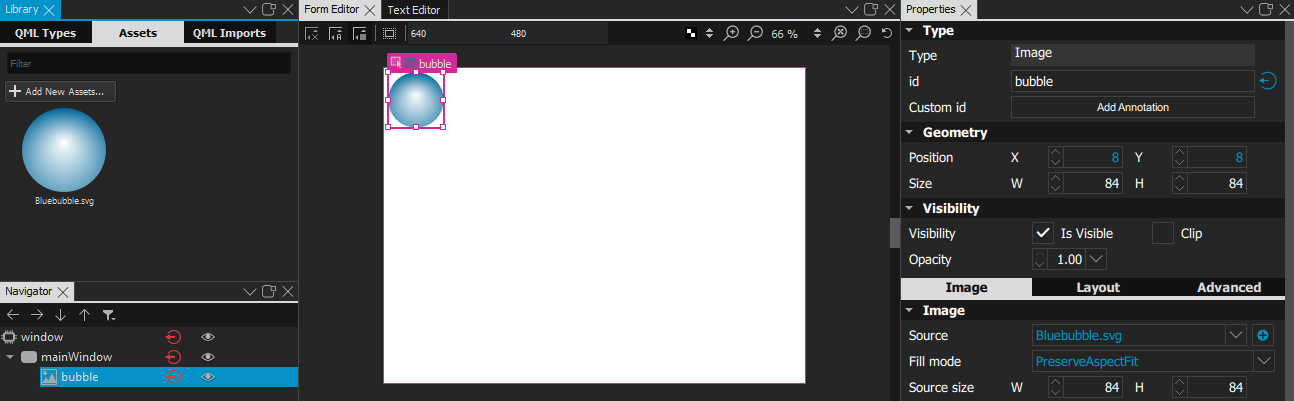 Library
QML Types Assets QML Imports
Filter
Add New Assets...
Bluebubble.svg
Navigator
window
mainWindow
bubble
Form Editor Text Editor
640 480 66 %
bubble
Properties
Type
Type Image
id bubble
Custom id Add Annotation
Geometry
Position X 8 Y 8
Size W 84 H 84
Visibility
Visibility Is Visible Clip
Opacity 1.00
Image Layout Advanced
Image
Source Bluebubble.svg
Fill mode PreserveAspectFit
Source size W 84 H 84